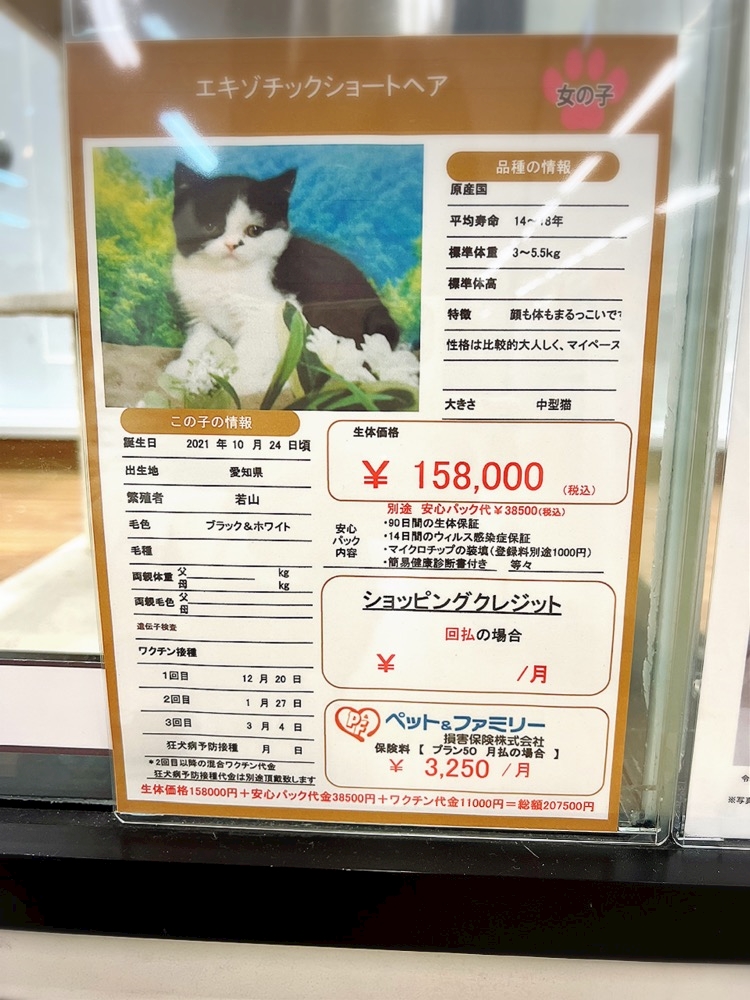 エキゾチックショートヘア
女の子
品種の情報
原産国
平均寿命 14～18年
標準体重 3～5.5kg
標準体高
特徴 顔も体もまるっこいです
性格は比較的大人しく、マイペース
大きさ 中型猫
この子の情報
誕生日 2021 年 10 月 24 日頃
出生地 愛知県
繁殖者 若山
毛色 ブラック&ホワイト
毛種
両親体重 父 kg
母 kg
両親毛色 父
母
遺伝子検査
ワクチン接種
1回目 12 月 20 日
2回目 1 月 27 日
3回目 3 月 4 日
狂犬病予防接種 月 日
*2回目以降の混合ワクチン代金
狂犬病予防接種代金は別途頂戴致します
生体価格
¥ 158,000 (税込)
別途 安心パック代¥38500(税込)
安心パック内容
・90日間の生体保証
・14日間のウィルス感染症保証
・マイクロチップの装填(登録料別途1000円)
・簡易健康診断書付き 等々
ショッピングクレジット
回払の場合
¥ /月
PF ペット&ファミリー
損害保険株式会社
保険料 【 プラン50 月払の場合 】
¥ 3,250 /月
生体価格158000円+安心パック代金38500円+ワクチン代金11000円=総額207500円
令
※写真